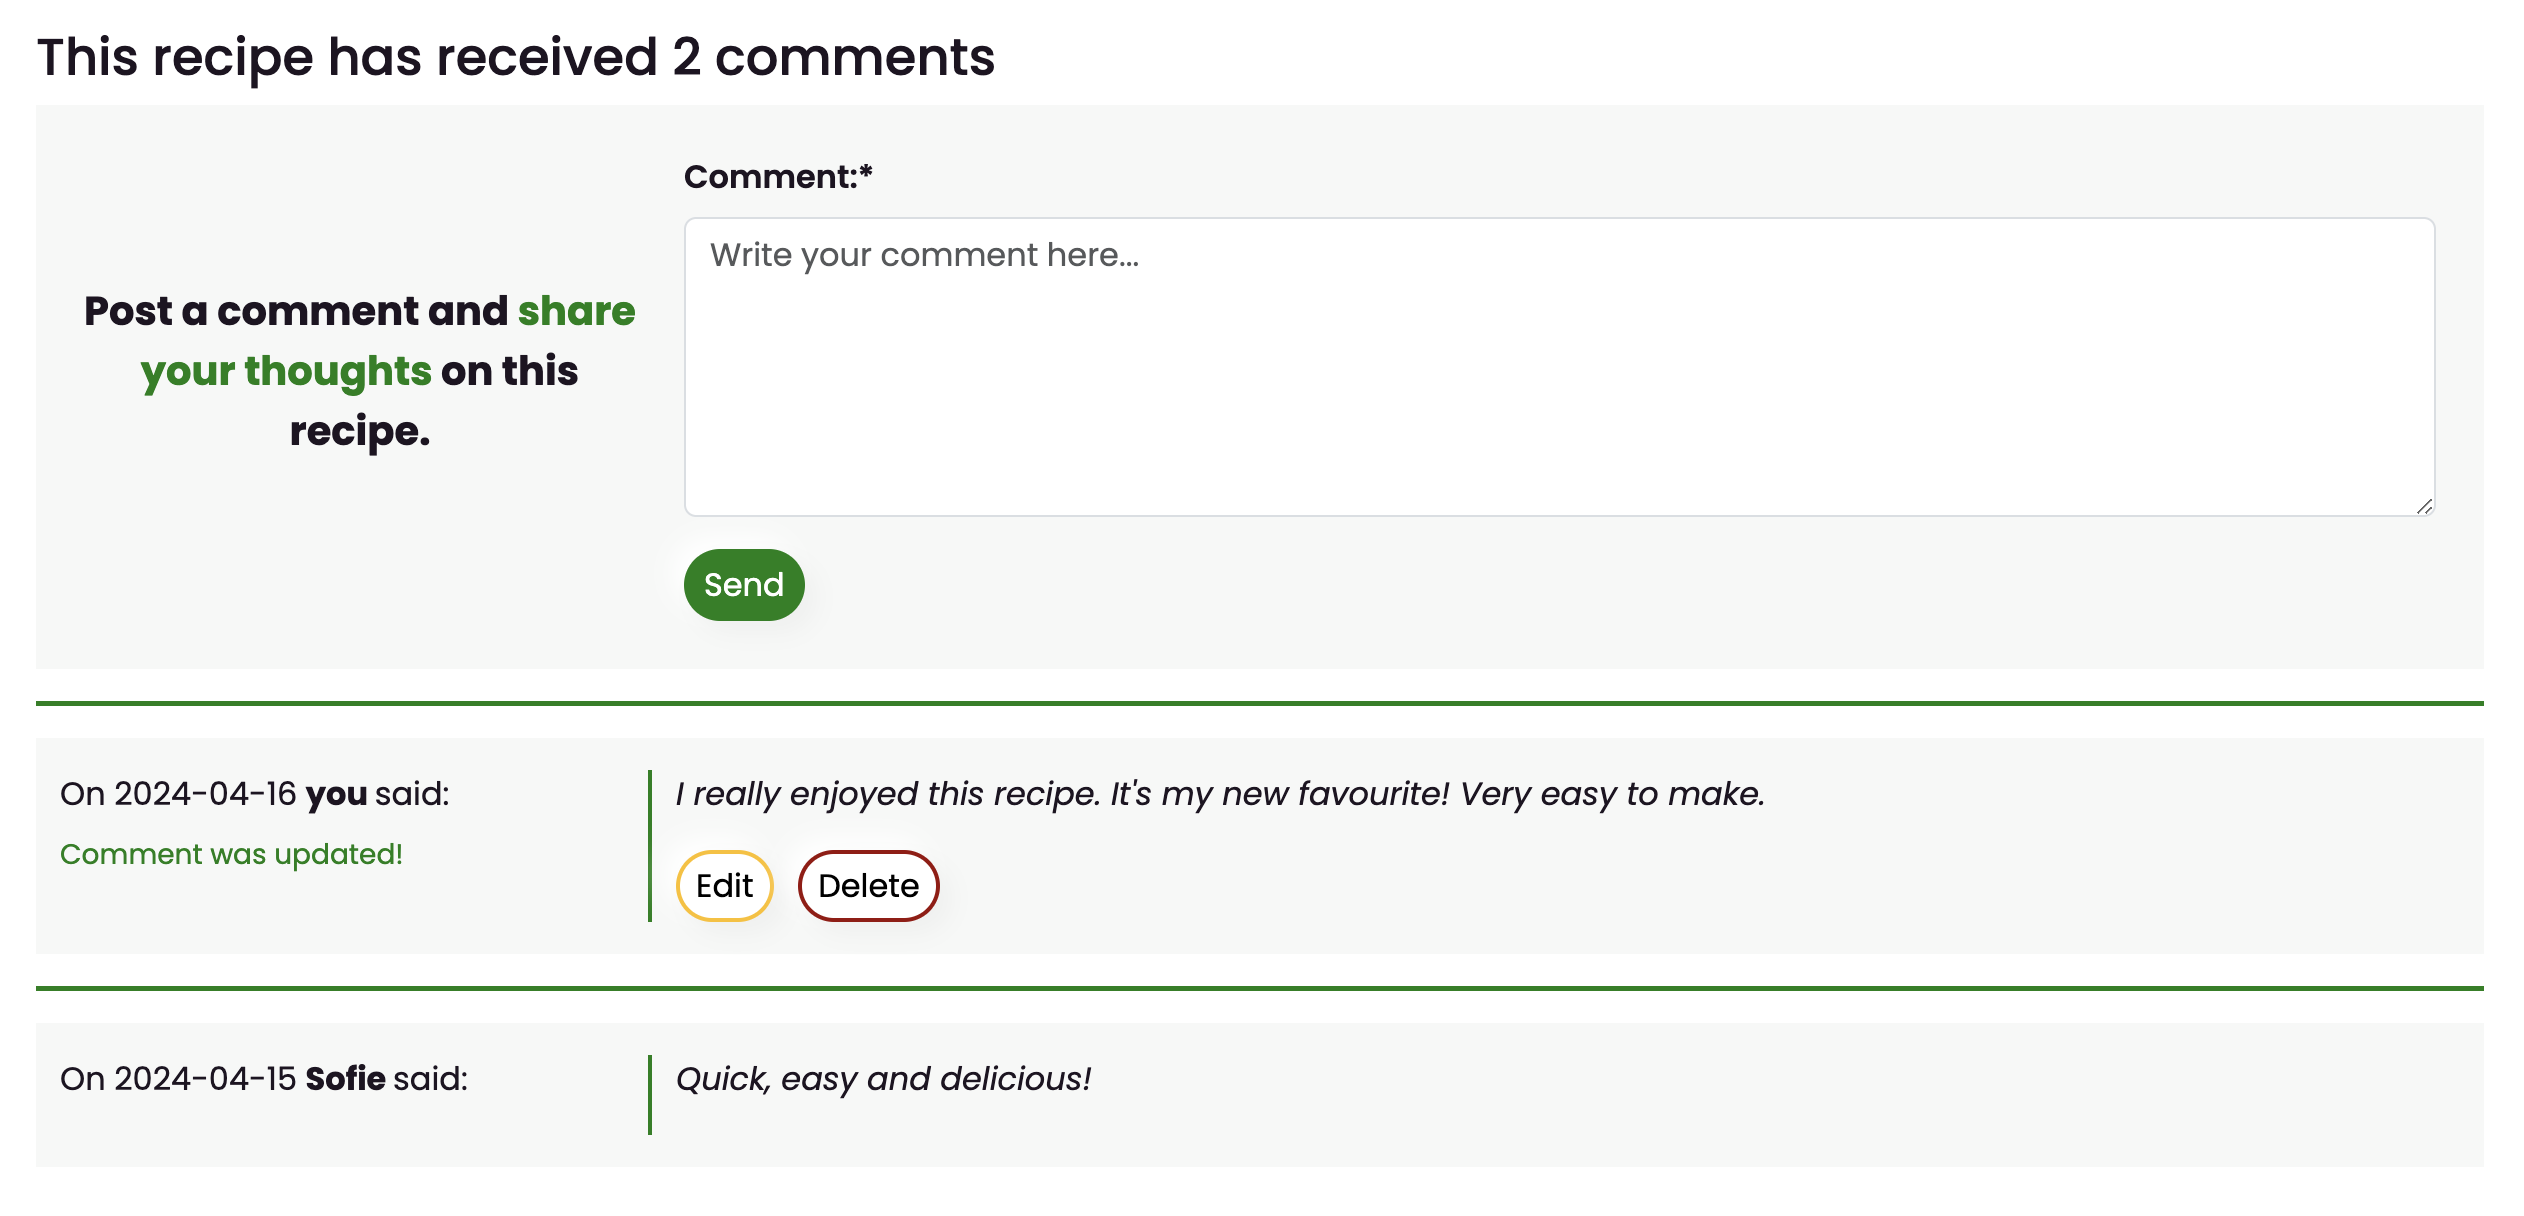 This recipe has received 2 comments
Comment:*
Write your comment here...
Post a comment and share
your thoughts on this
recipe.
Send
On 2024-04-16 you said:
Comment was updated!
I really enjoyed this recipe. It's my new favourite! Very easy to make.
Edit Delete
On 2024-04-15 Sofie said:
Quick, easy and delicious!